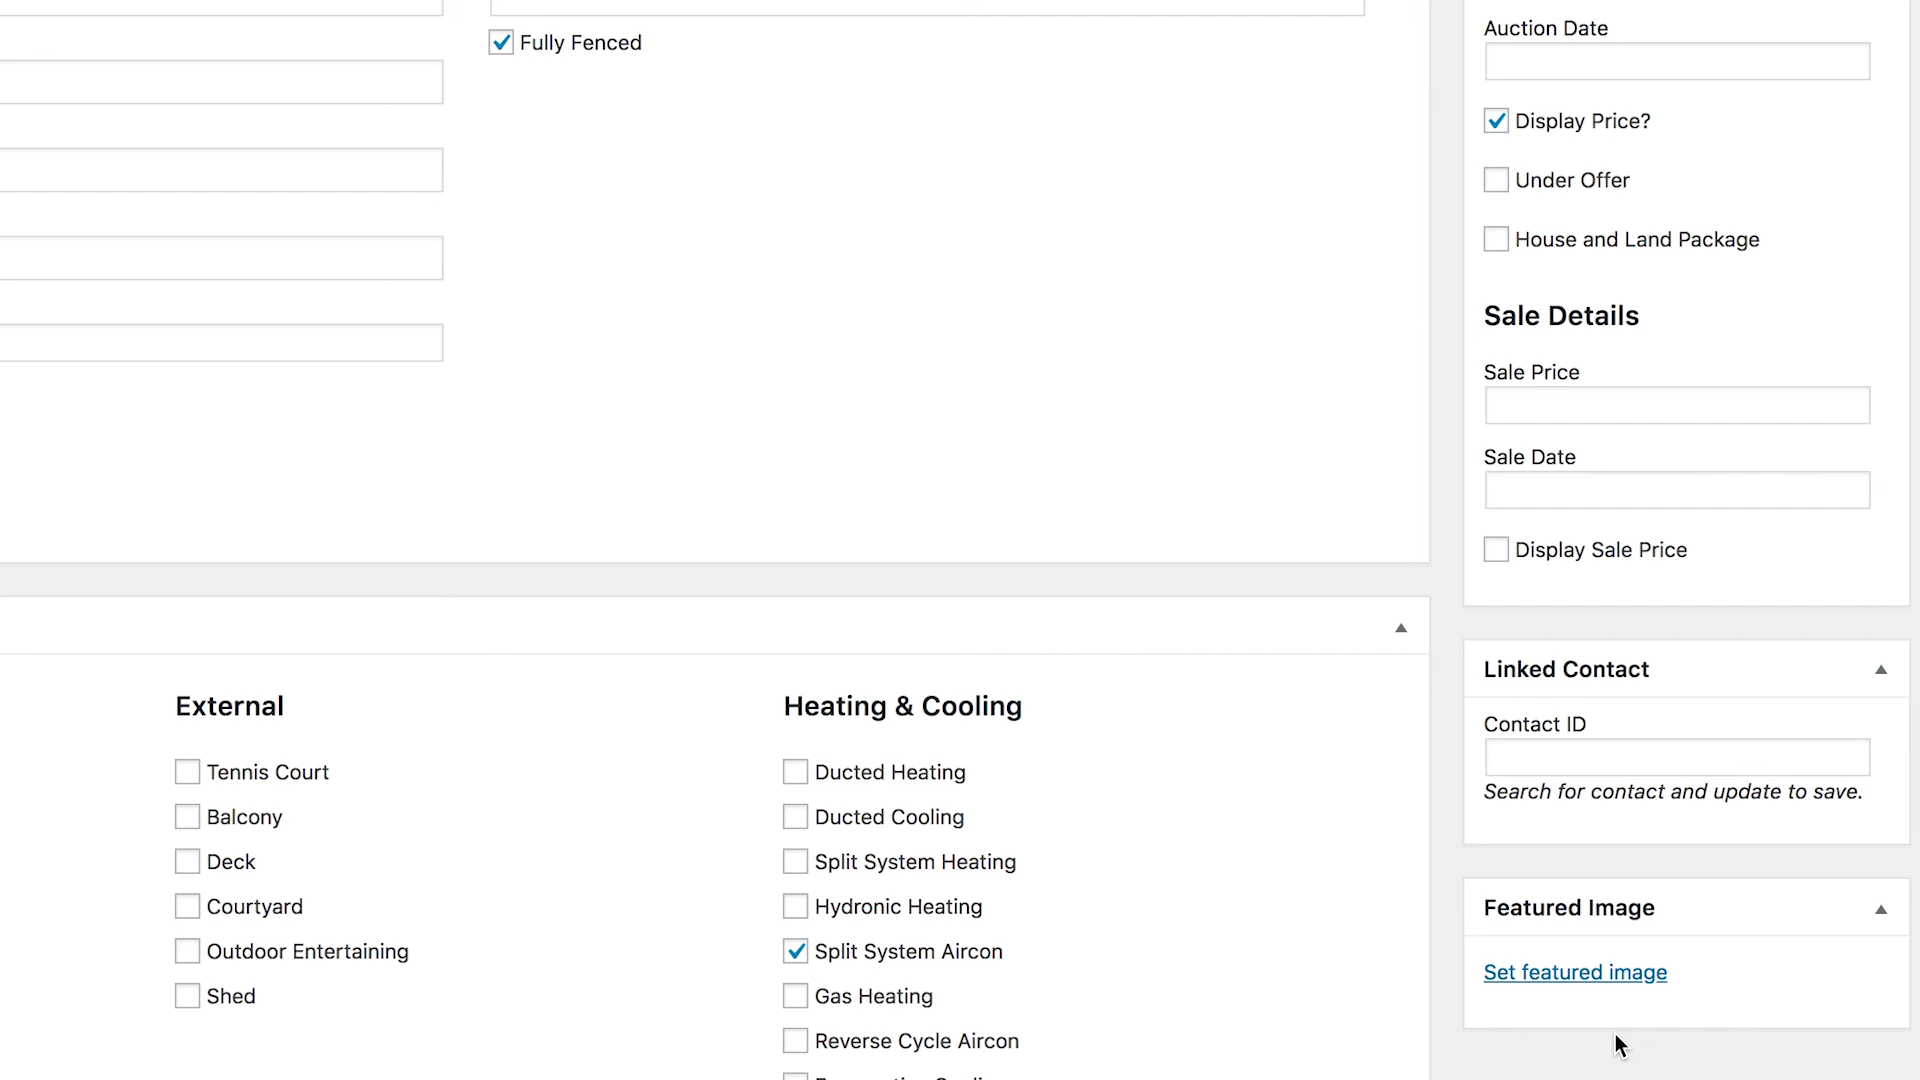 Fully Fenced
Auction Date
Display Price?
Under Offer
House and Land Package
Sale Details
Sale Price
Sale Date
Display Sale Price
External
Tennis Court
Balcony
Deck
Courtyard
Outdoor Entertaining
Shed
Heating & Cooling
Ducted Heating
Ducted Cooling
Split System Heating
Hydronic Heating
Split System Aircon
Gas Heating
Reverse Cycle Aircon
Linked Contact
Contact ID
Search for contact and update to save.
Featured Image
Set featured image